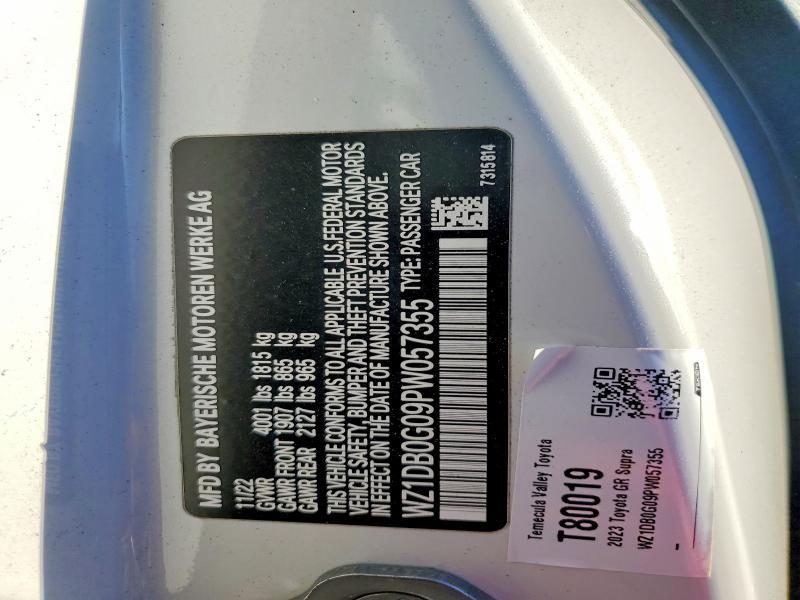 MFD BY BAYERISCHE MOTOREN WERKE AG
11/22
GVWR 4001 lbs 1815 kg
GAWR FRONT 1907 lbs 865 kg
GAWR REAR 2127 lbs 965 kg
THIS VEHICLE CONFORMS TO ALL APPLICABLE U.S.FEDERAL MOTOR
VEHICLE SAFETY, BUMPER AND THEFT PREVENTION STANDARDS
IN EFFECT ON THE DATE OF MANUFACTURE SHOWN ABOVE.
WZ1DB0G09PW057355 TYPE: PASSENGER CAR
7315814
Temecula Valley Toyota
T80019
2023 Toyota GR Supra
WZ1DB0G09PW057355
-